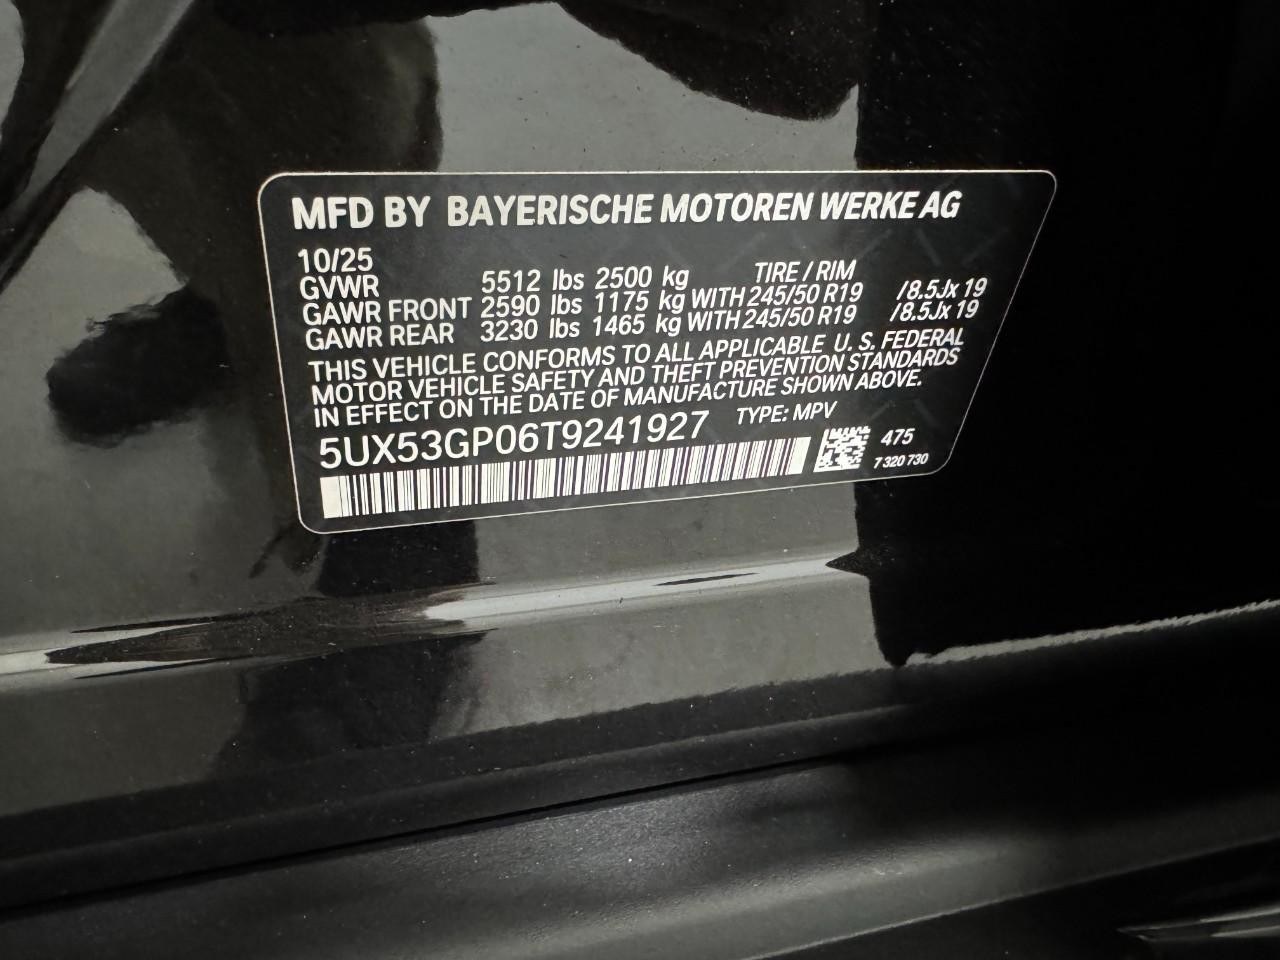 MFD BY BAYERISCHE MOTOREN WERKE AG
10/25
GVWR 5512 lbs 2500 kg TIRE / RIM
GAWR FRONT 2590 lbs 1175 kg WITH 245/50 R19 /8.5Jx 19
GAWR REAR 3230 lbs 1465 kg WITH 245/50 R19 /8.5Jx 19
THIS VEHICLE CONFORMS TO ALL APPLICABLE U. S. FEDERAL
MOTOR VEHICLE SAFETY AND THEFT PREVENTION STANDARDS
IN EFFECT ON THE DATE OF MANUFACTURE SHOWN ABOVE.
5UX53GP06T9241927 TYPE: MPV
475
7 320 730